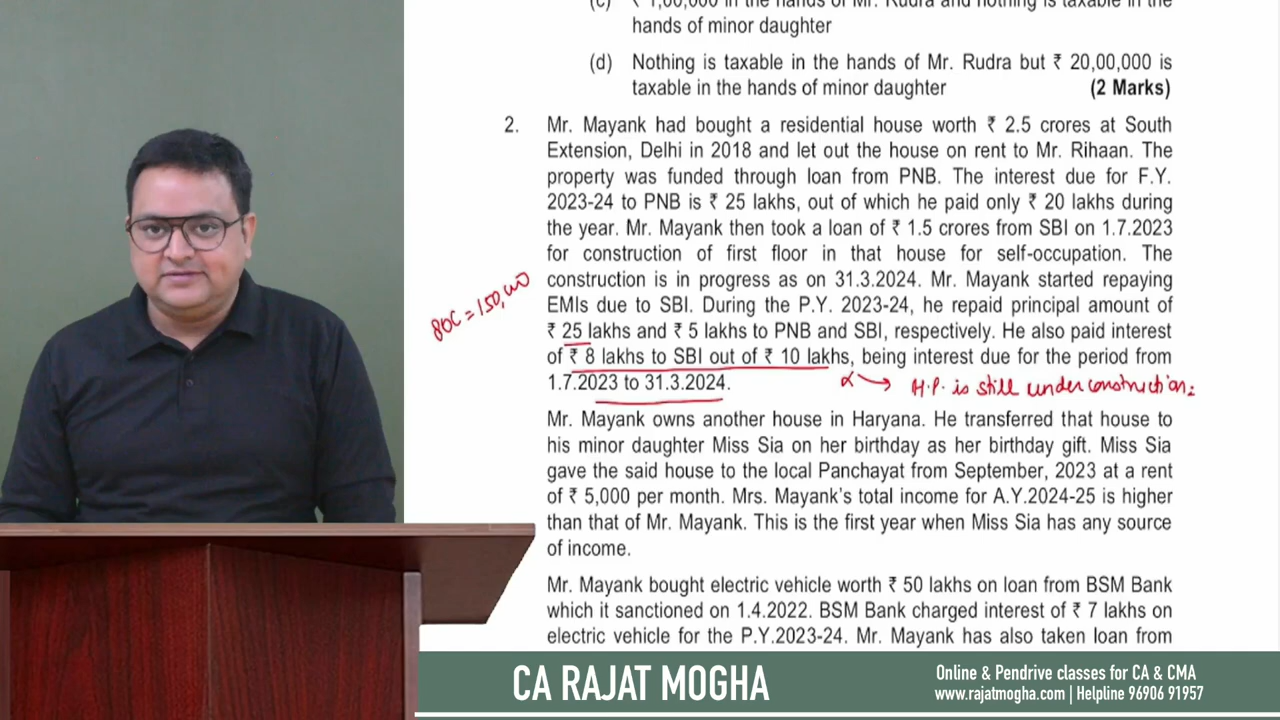 (c) ₹ 1,00,000 in the hands of Mr. Rudra and nothing is taxable in the
hands of minor daughter
(d) Nothing is taxable in the hands of Mr. Rudra but ₹ 20,00,000 is
taxable in the hands of minor daughter (2 Marks)
2. Mr. Mayank had bought a residential house worth ₹ 2.5 crores at South
Extension, Delhi in 2018 and let out the house on rent to Mr. Rihaan. The
property was funded through loan from PNB. The interest due for F.Y.
2023-24 to PNB is ₹ 25 lakhs, out of which he paid only ₹ 20 lakhs during
the year. Mr. Mayank then took a loan of ₹ 1.5 crores from SBI on 1.7.2023
for construction of first floor in that house for self-occupation. The
construction is in progress as on 31.3.2024. Mr. Mayank started repaying
EMIs due to SBI. During the P.Y. 2023-24, he repaid principal amount of
80C = 150,000
₹ 25 lakhs and ₹ 5 lakhs to PNB and SBI, respectively. He also paid interest
of ₹ 8 lakhs to SBI out of ₹ 10 lakhs, being interest due for the period from
1.7.2023 to 31.3.2024.
H.P. is still under construction
Mr. Mayank owns another house in Haryana. He transferred that house to
his minor daughter Miss Sia on her birthday as her birthday gift. Miss Sia
gave the said house to the local Panchayat from September, 2023 at a rent
of ₹ 5,000 per month. Mrs. Mayank's total income for A.Y.2024-25 is higher
than that of Mr. Mayank. This is the first year when Miss Sia has any source
of income.
Mr. Mayank bought electric vehicle worth ₹ 50 lakhs on loan from BSM Bank
which it sanctioned on 1.4.2022. BSM Bank charged interest of ₹ 7 lakhs on
electric vehicle for the P.Y.2023-24. Mr. Mayank has also taken loan from
CA RAJAT MOGHA
Online & Pendrive classes for CA & CMA
www.rajatmogha.com | Helpline 96906 91957